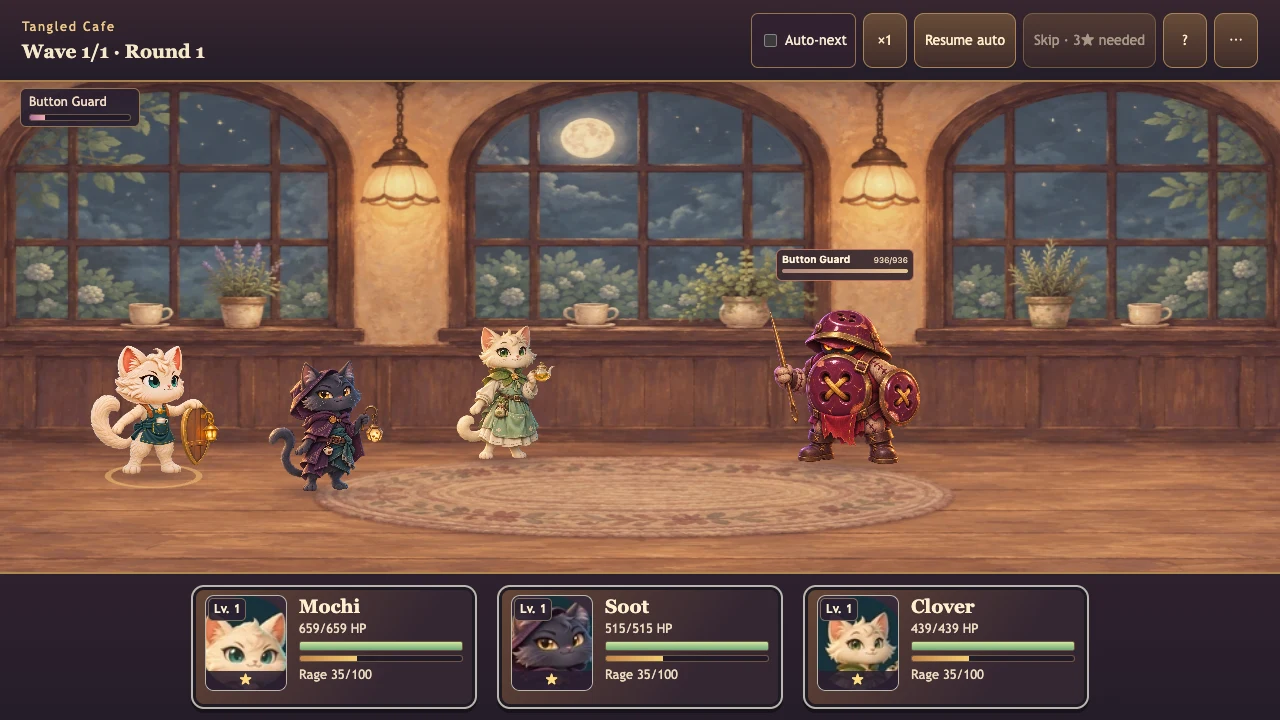 Tangled Cafe
Wave 1/1 · Round 1
Auto-next
×1
Resume auto
Skip · 3★ needed
?
···
Button Guard
Button Guard 936/936
Lv. 1
Mochi
659/659 HP
Rage 35/100
Lv. 1
Soot
515/515 HP
Rage 35/100
Lv. 1
Clover
439/439 HP
Rage 35/100